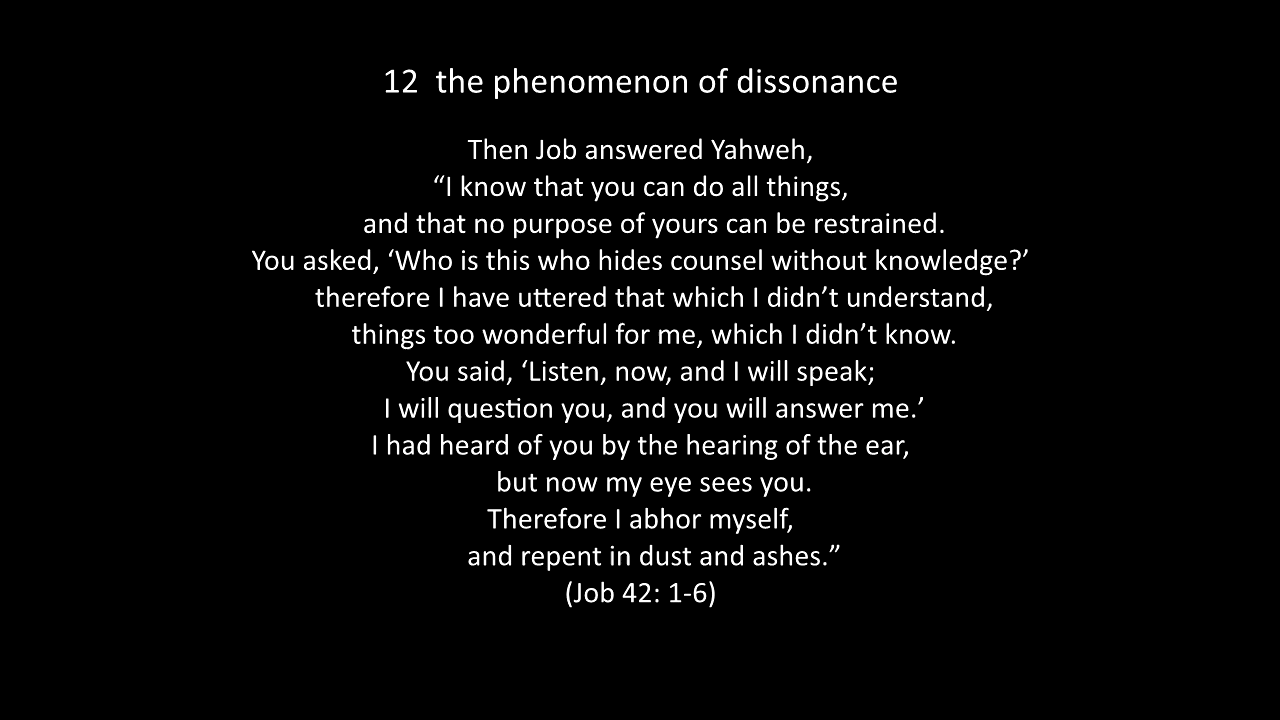 12  the phenomenon of dissonance
Then Job answered Yahweh,
“I know that you can do all things,
and that no purpose of yours can be restrained.
You asked, ‘Who is this who hides counsel without knowledge?’
therefore I have uttered that which I didn’t understand,
things too wonderful for me, which I didn’t know.
You said, ‘Listen, now, and I will speak;
I will question you, and you will answer me.’
I had heard of you by the hearing of the ear,
but now my eye sees you.
Therefore I abhor myself,
and repent in dust and ashes.”
(Job 42: 1-6)